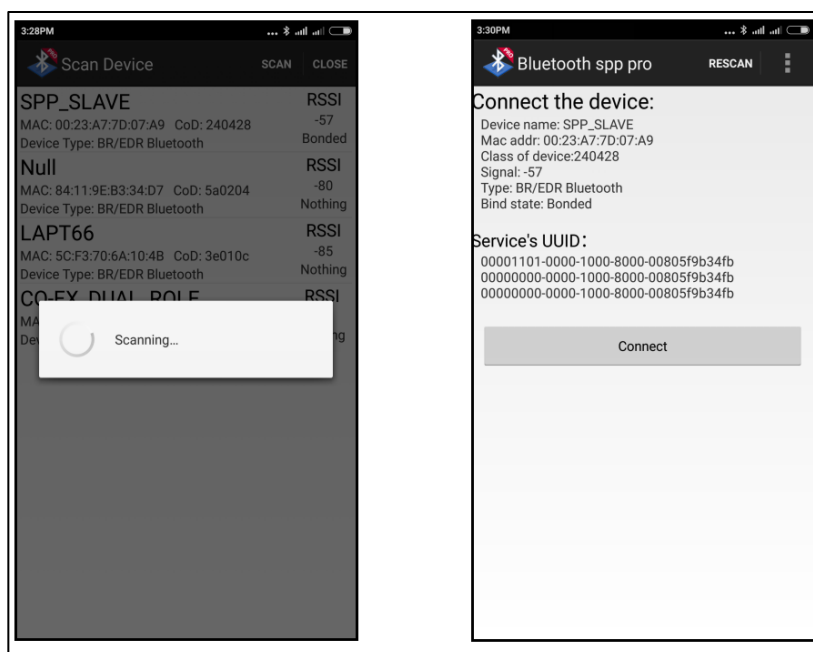 3:28PM
Scan Device SCAN CLOSE
SPP_SLAVE RSSI
MAC: 00:23:A7:7D:07:A9 CoD: 240428 -57
Device Type: BR/EDR Bluetooth Bonded
Null RSSI
MAC: 84:11:9E:B3:34:D7 CoD: 5a0204 -80
Device Type: BR/EDR Bluetooth Nothing
LAPT66 RSSI
MAC: 5C:F3:70:6A:10:4B CoD: 3e010c -85
Device Type: BR/EDR Bluetooth Nothing
CO-EX_DUAL_ROLE RSSI
Scanning...
3:30PM
Bluetooth spp pro RESCAN
Connect the device:
Device name: SPP_SLAVE
Mac addr: 00:23:A7:7D:07:A9
Class of device:240428
Signal: -57
Type: BR/EDR Bluetooth
Bind state: Bonded
Service's UUID:
00001101-0000-1000-8000-00805f9b34fb
00000000-0000-1000-8000-00805f9b34fb
00000000-0000-1000-8000-00805f9b34fb
Connect